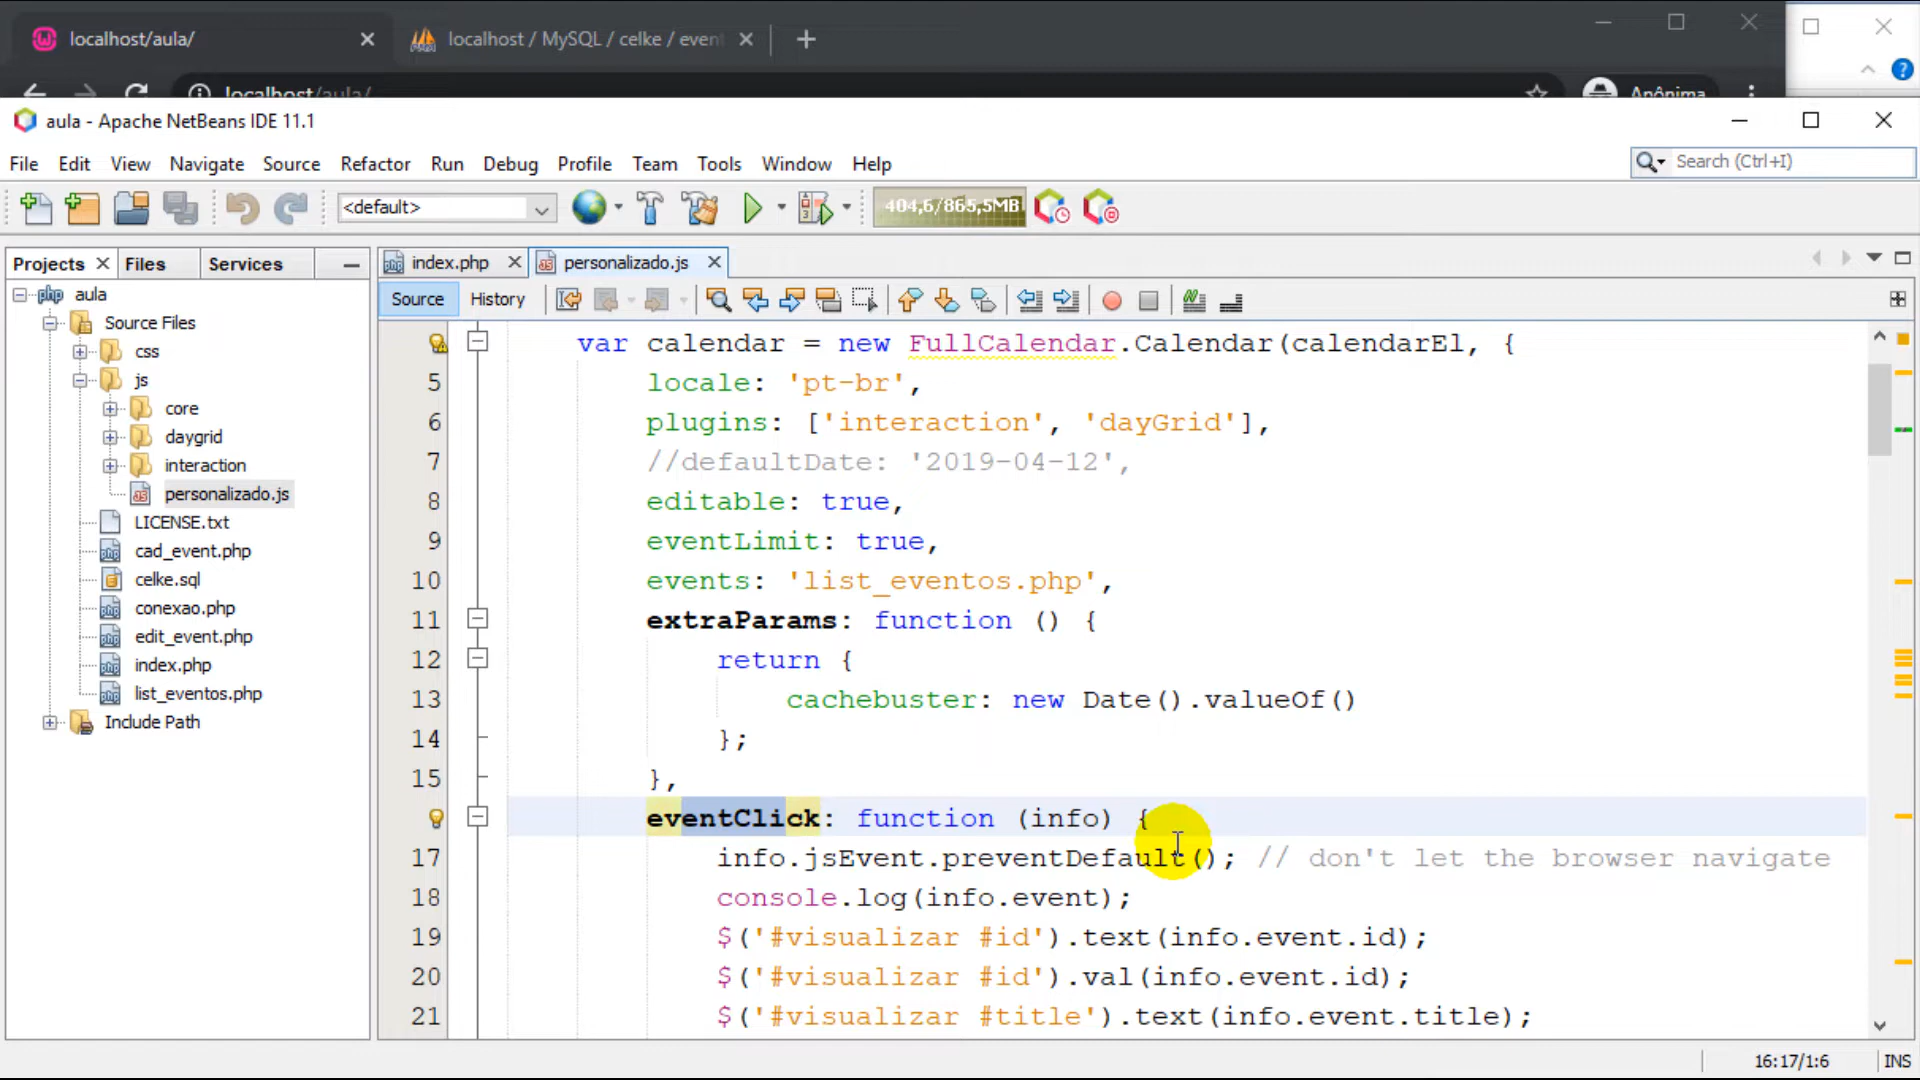 localhost/aula/
localhost / MySQL / celke / even
localhost/aula/
Anônima
aula - Apache NetBeans IDE 11.1
File Edit View Navigate Source Refactor Run Debug Profile Team Tools Window Help
Search (Ctrl+I)
<default>
404,6/865,5MB
Projects Files Services
index.php personalizado.js
Source History
aula
Source Files
css
js
core
daygrid
interaction
personalizado.js
LICENSE.txt
cad_event.php
celke.sql
conexao.php
edit_event.php
index.php
list_eventos.php
Include Path
var calendar = new FullCalendar.Calendar(calendarEl, {
5 locale: 'pt-br',
6 plugins: ['interaction', 'dayGrid'],
7 //defaultDate: '2019-04-12',
8 editable: true,
9 eventLimit: true,
10 events: 'list_eventos.php',
11 extraParams: function () {
12 return {
13 cachebuster: new Date().valueOf()
14 };
15 },
eventClick: function (info) {
17 info.jsEvent.preventDefault(); // don't let the browser navigate
18 console.log(info.event);
19 $('#visualizar #id').text(info.event.id);
20 $('#visualizar #id').val(info.event.id);
21 $('#visualizar #title').text(info.event.title);
16:17/1:6 INS